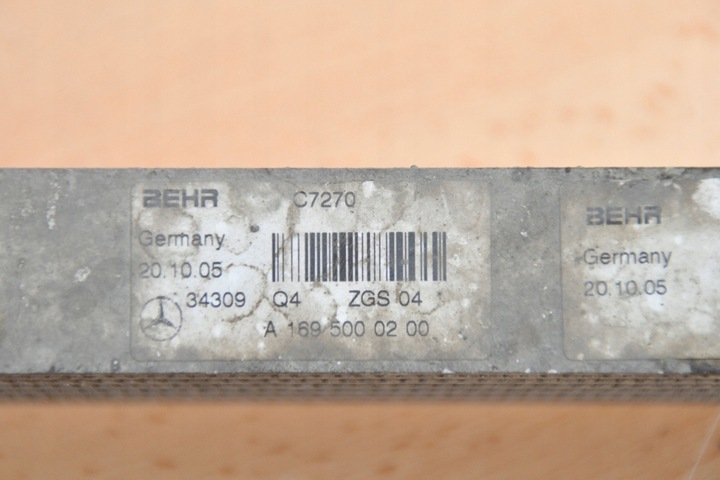 BEHR C7270
Germany
20.10.05
34309 Q4 ZGS 04
A 169 500 02 00
BEHR
Germany
20.10.05